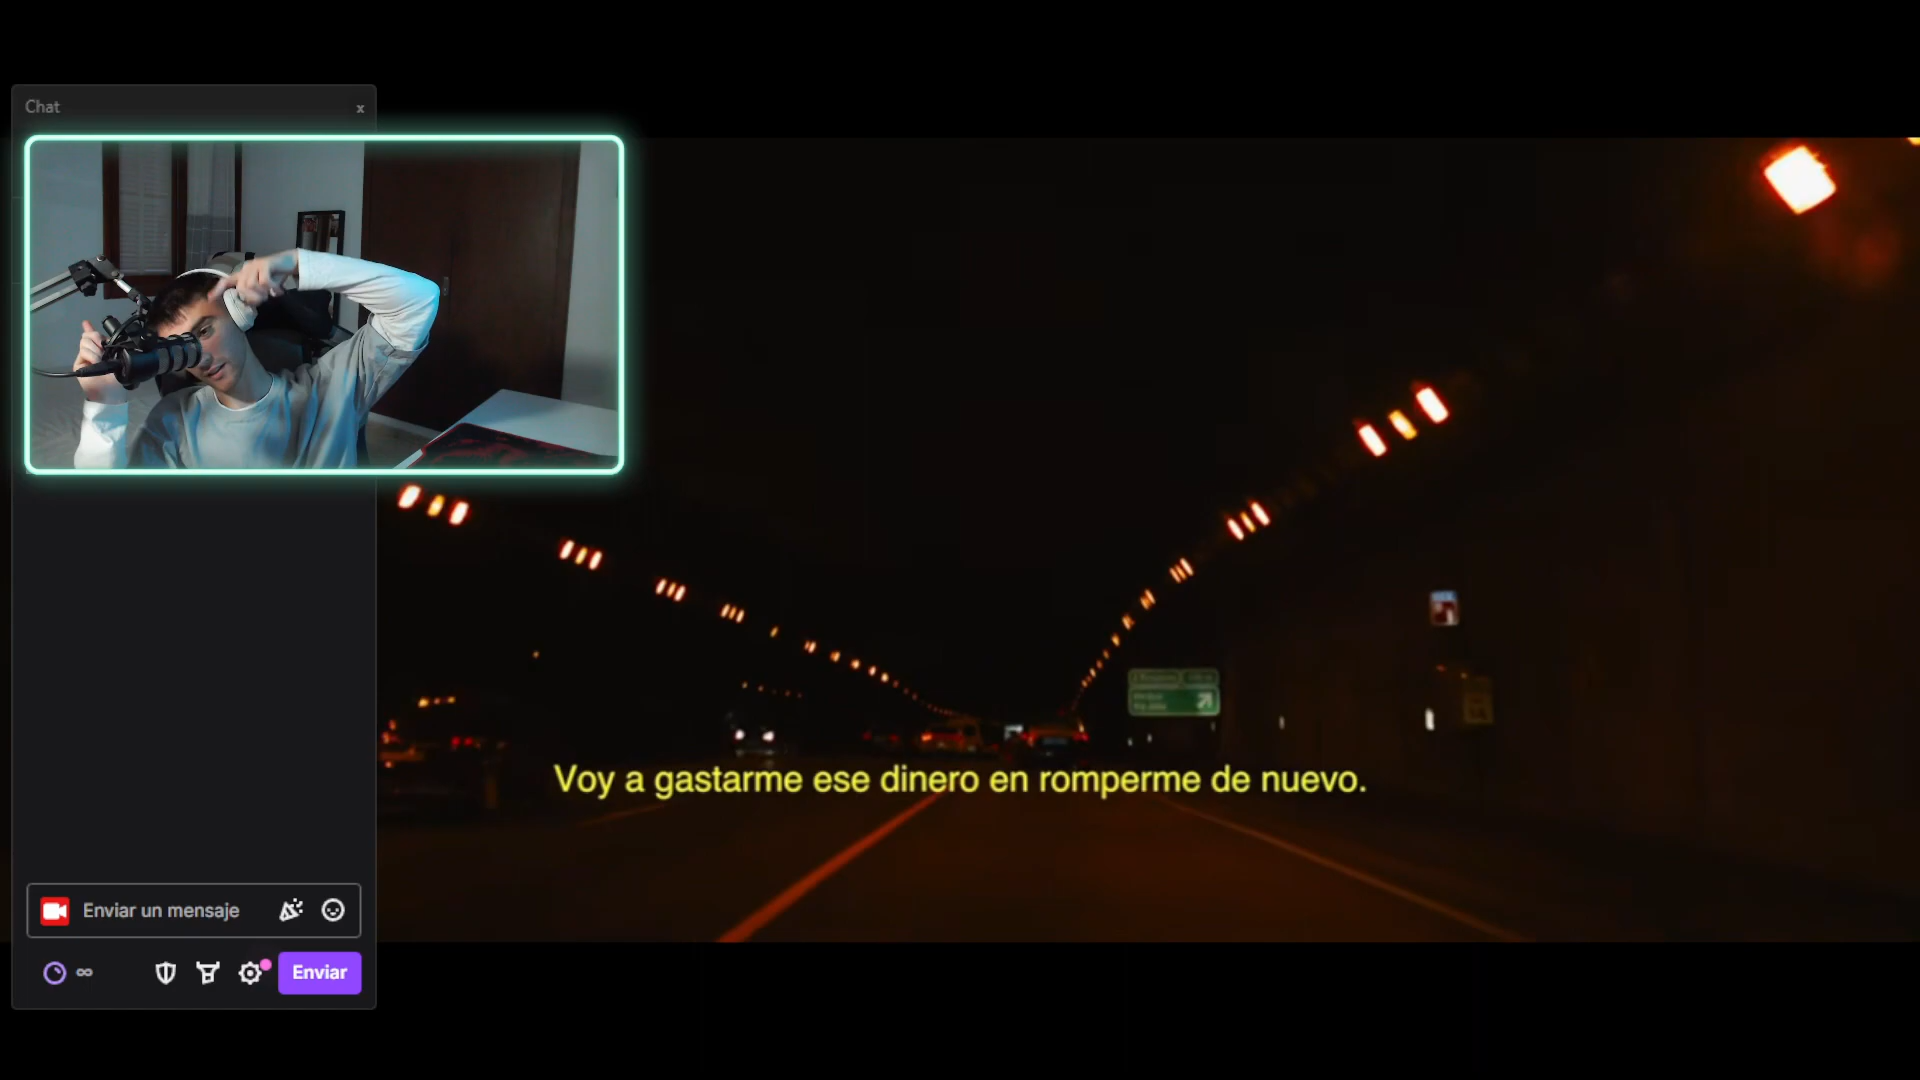 Chat
x
Voy a gastarme ese dinero en romperme de nuevo.
Enviar un mensaje
Enviar